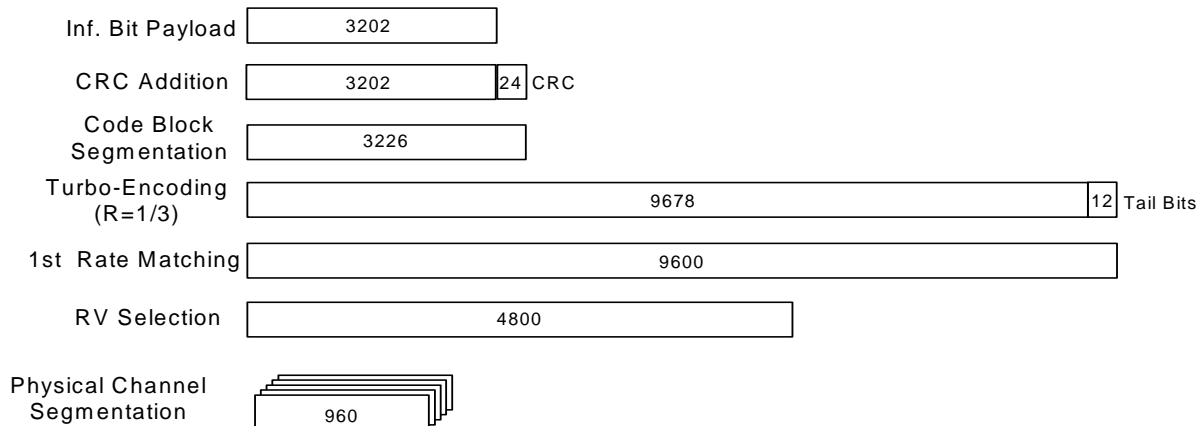 Inf. Bit Payload 3202
CRC Addition 3202 24 CRC
Code Block
Segmentation 3226
Turbo-Encoding
(R=1/3) 9678 12 Tail Bits
1st Rate Matching 9600
RV Selection 4800
Physical Channel
Segmentation 960